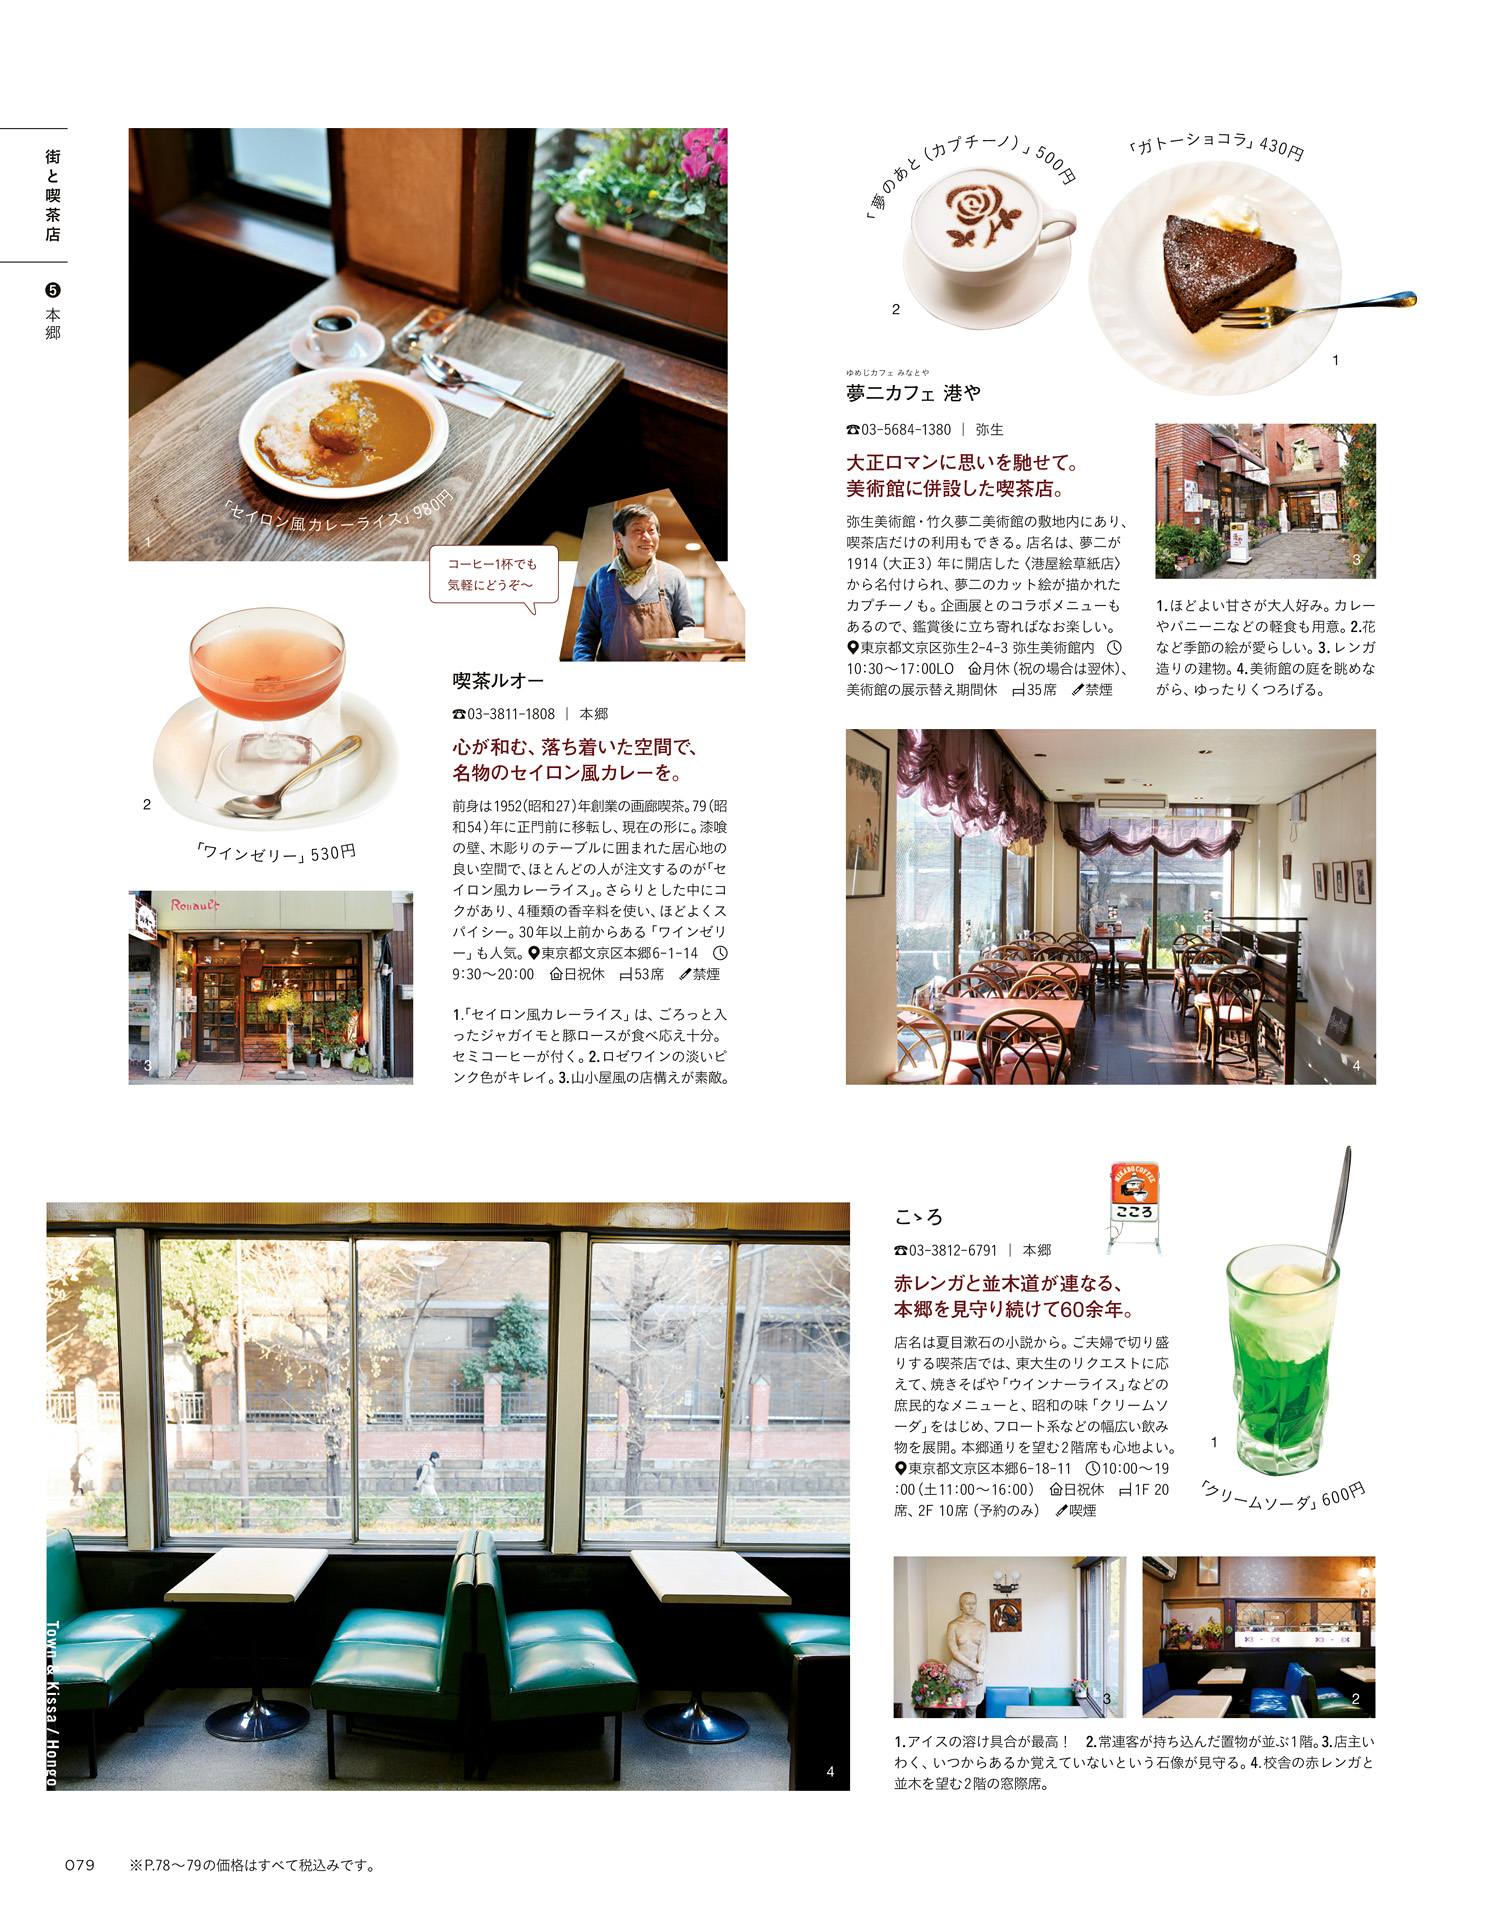 街と喫茶店
❺ 本郷
1
「セイロン風カレーライス」980円
コーヒー1杯でも
気軽にどうぞ〜
2
「ワインゼリー」530円
Renault
3
喫茶ルオー
☎03-3811-1808 | 本郷
心が和む、落ち着いた空間で、
名物のセイロン風カレーを。
前身は1952(昭和27)年創業の画廊喫茶。79(昭
和54)年に正門前に移転し、現在の形に。漆喰
の壁、木彫りのテーブルに囲まれた居心地の
良い空間で、ほとんどの人が注文するのが「セ
イロン風カレーライス」。さらりとした中にコ
クがあり、4種類の香辛料を使い、ほどよくス
パイシー。30年以上前からある「ワインゼリ
ー」も人気。東京都文京区本郷6-1-14
9:30〜20:00 日祝休 53席 禁煙
1.「セイロン風カレーライス」は、ごろっと入
ったジャガイモと豚ロースが食べ応え十分。
セミコーヒーが付く。2.ロゼワインの淡いピ
ンク色がキレイ。3.山小屋風の店構えが素敵。
「夢のあと(カプチーノ)」500円
2
「ガトーショコラ」430円
1
ゆめじカフェ みなとや
夢二カフェ 港や
☎03-5684-1380 | 弥生
大正ロマンに思いを馳せて。
美術館に併設した喫茶店。
弥生美術館・竹久夢二美術館の敷地内にあり、
喫茶店だけの利用もできる。店名は、夢二が
1914(大正3)年に開店した〈港屋絵草紙店〉
から名付けられ、夢二のカット絵が描かれた
カプチーノも。企画展とのコラボメニューも
あるので、鑑賞後に立ち寄ればなお楽しい。
東京都文京区弥生2-4-3 弥生美術館内
10:30〜17:00LO 月休(祝の場合は翌休)、
美術館の展示替え期間休 35席 禁煙
3
1.ほどよい甘さが大人好み。カレー
やパニーニなどの軽食も用意。2.花
など季節の絵が愛らしい。3.レンガ
造りの建物。4.美術館の庭を眺めな
がら、ゆったりくつろげる。
4
Town & Kissa / Hongo
4
こゝろ
☎03-3812-6791 | 本郷
MIKADO COFFEE
こころ
赤レンガと並木道が連なる、
本郷を見守り続けて60余年。
店名は夏目漱石の小説から。ご夫婦で切り盛
りする喫茶店では、東大生のリクエストに応
えて、焼きそばや「ウインナーライス」などの
庶民的なメニューと、昭和の味「クリームソ
ーダ」をはじめ、フロート系などの幅広い飲み
物を展開。本郷通りを望む2階席も心地よい。
東京都文京区本郷6-18-11 10:00〜19
:00(土11:00〜16:00) 日祝休 1F 20
席、2F 10席(予約のみ) 喫煙
1
「クリームソーダ」600円
3
2
1.アイスの溶け具合が最高！ 2.常連客が持ち込んだ置物が並ぶ1階。3.店主い
わく、いつからあるか覚えていないという石像が見守る。4.校舎の赤レンガと
並木を望む2階の窓際席。
079
※P.78〜79の価格はすべて税込みです。